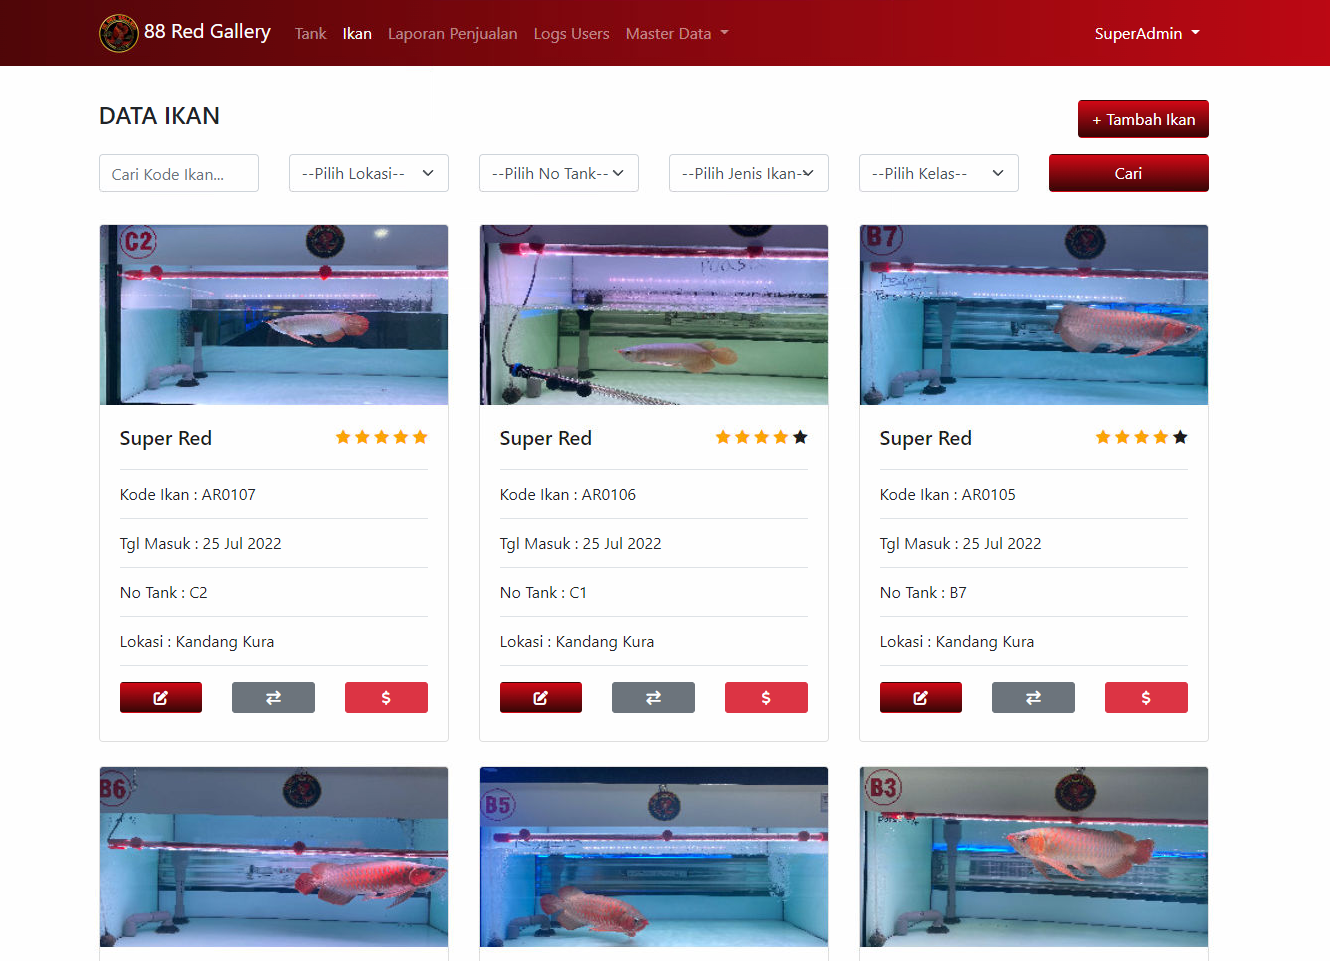 88 Red Gallery
Tank
Ikan
Laporan Penjualan
Logs Users
Master Data
SuperAdmin
DATA IKAN
+ Tambah Ikan
Cari Kode Ikan...
--Pilih Lokasi--
--Pilih No Tank--
--Pilih Jenis Ikan-
--Pilih Kelas--
Cari
C2
B7
Super Red
Kode Ikan : AR0107
Tgl Masuk : 25 Jul 2022
No Tank : C2
Lokasi : Kandang Kura
$
Super Red
Kode Ikan : AR0106
Tgl Masuk : 25 Jul 2022
No Tank : C1
Lokasi : Kandang Kura
$
Super Red
Kode Ikan : AR0105
Tgl Masuk : 25 Jul 2022
No Tank : B7
Lokasi : Kandang Kura
$
B6
B5
B3